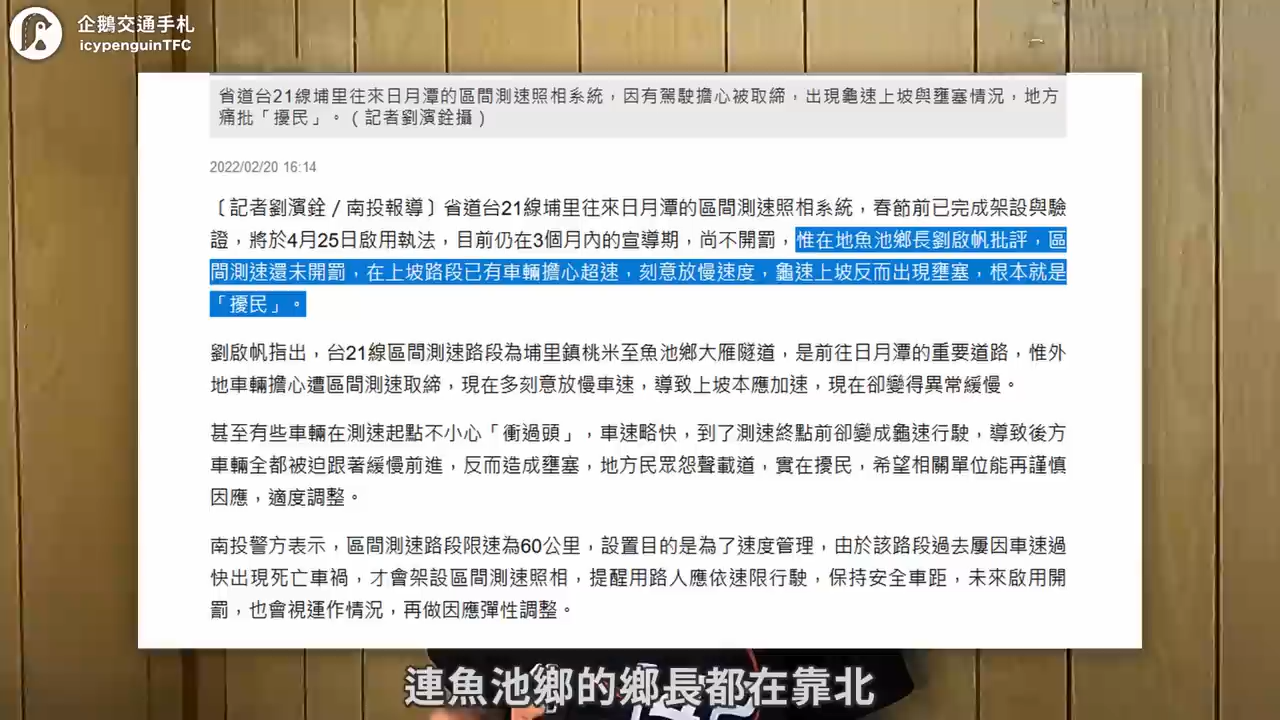 企鵝交通手札
icypenguinTFC
省道台21線埔里往來日月潭的區間測速照相系統，因有駕駛擔心被取締，出現龜速上坡與壅塞情況，地方
痛批「擾民」。（記者劉濱銓攝）
2022/02/20 16:14
〔記者劉濱銓／南投報導〕省道台21線埔里往來日月潭的區間測速照相系統，春節前已完成架設與驗
證，將於4月25日啟用執法，目前仍在3個月內的宣導期，尚不開罰，惟在地魚池鄉長劉啟帆批評，區
間測速還未開罰，在上坡路段已有車輛擔心超速，刻意放慢速度，龜速上坡反而出現壅塞，根本就是
「擾民」。
劉啟帆指出，台21線區間測速路段為埔里鎮桃米至魚池鄉大雁隧道，是前往日月潭的重要道路，惟外
地車輛擔心遭區間測速取締，現在多刻意放慢車速，導致上坡本應加速，現在卻變得異常緩慢。
甚至有些車輛在測速起點不小心「衝過頭」，車速略快，到了測速終點前卻變成龜速行駛，導致後方
車輛全都被迫跟著緩慢前進，反而造成壅塞，地方民眾怨聲載道，實在擾民，希望相關單位能再謹慎
因應，適度調整。
南投警方表示，區間測速路段限速為60公里，設置目的是為了速度管理，由於該路段過去屢因車速過
快出現死亡車禍，才會架設區間測速照相，提醒用路人應依速限行駛，保持安全車距，未來啟用開
罰，也會視運作情況，再做因應彈性調整。
連魚池鄉的鄉長都在靠北